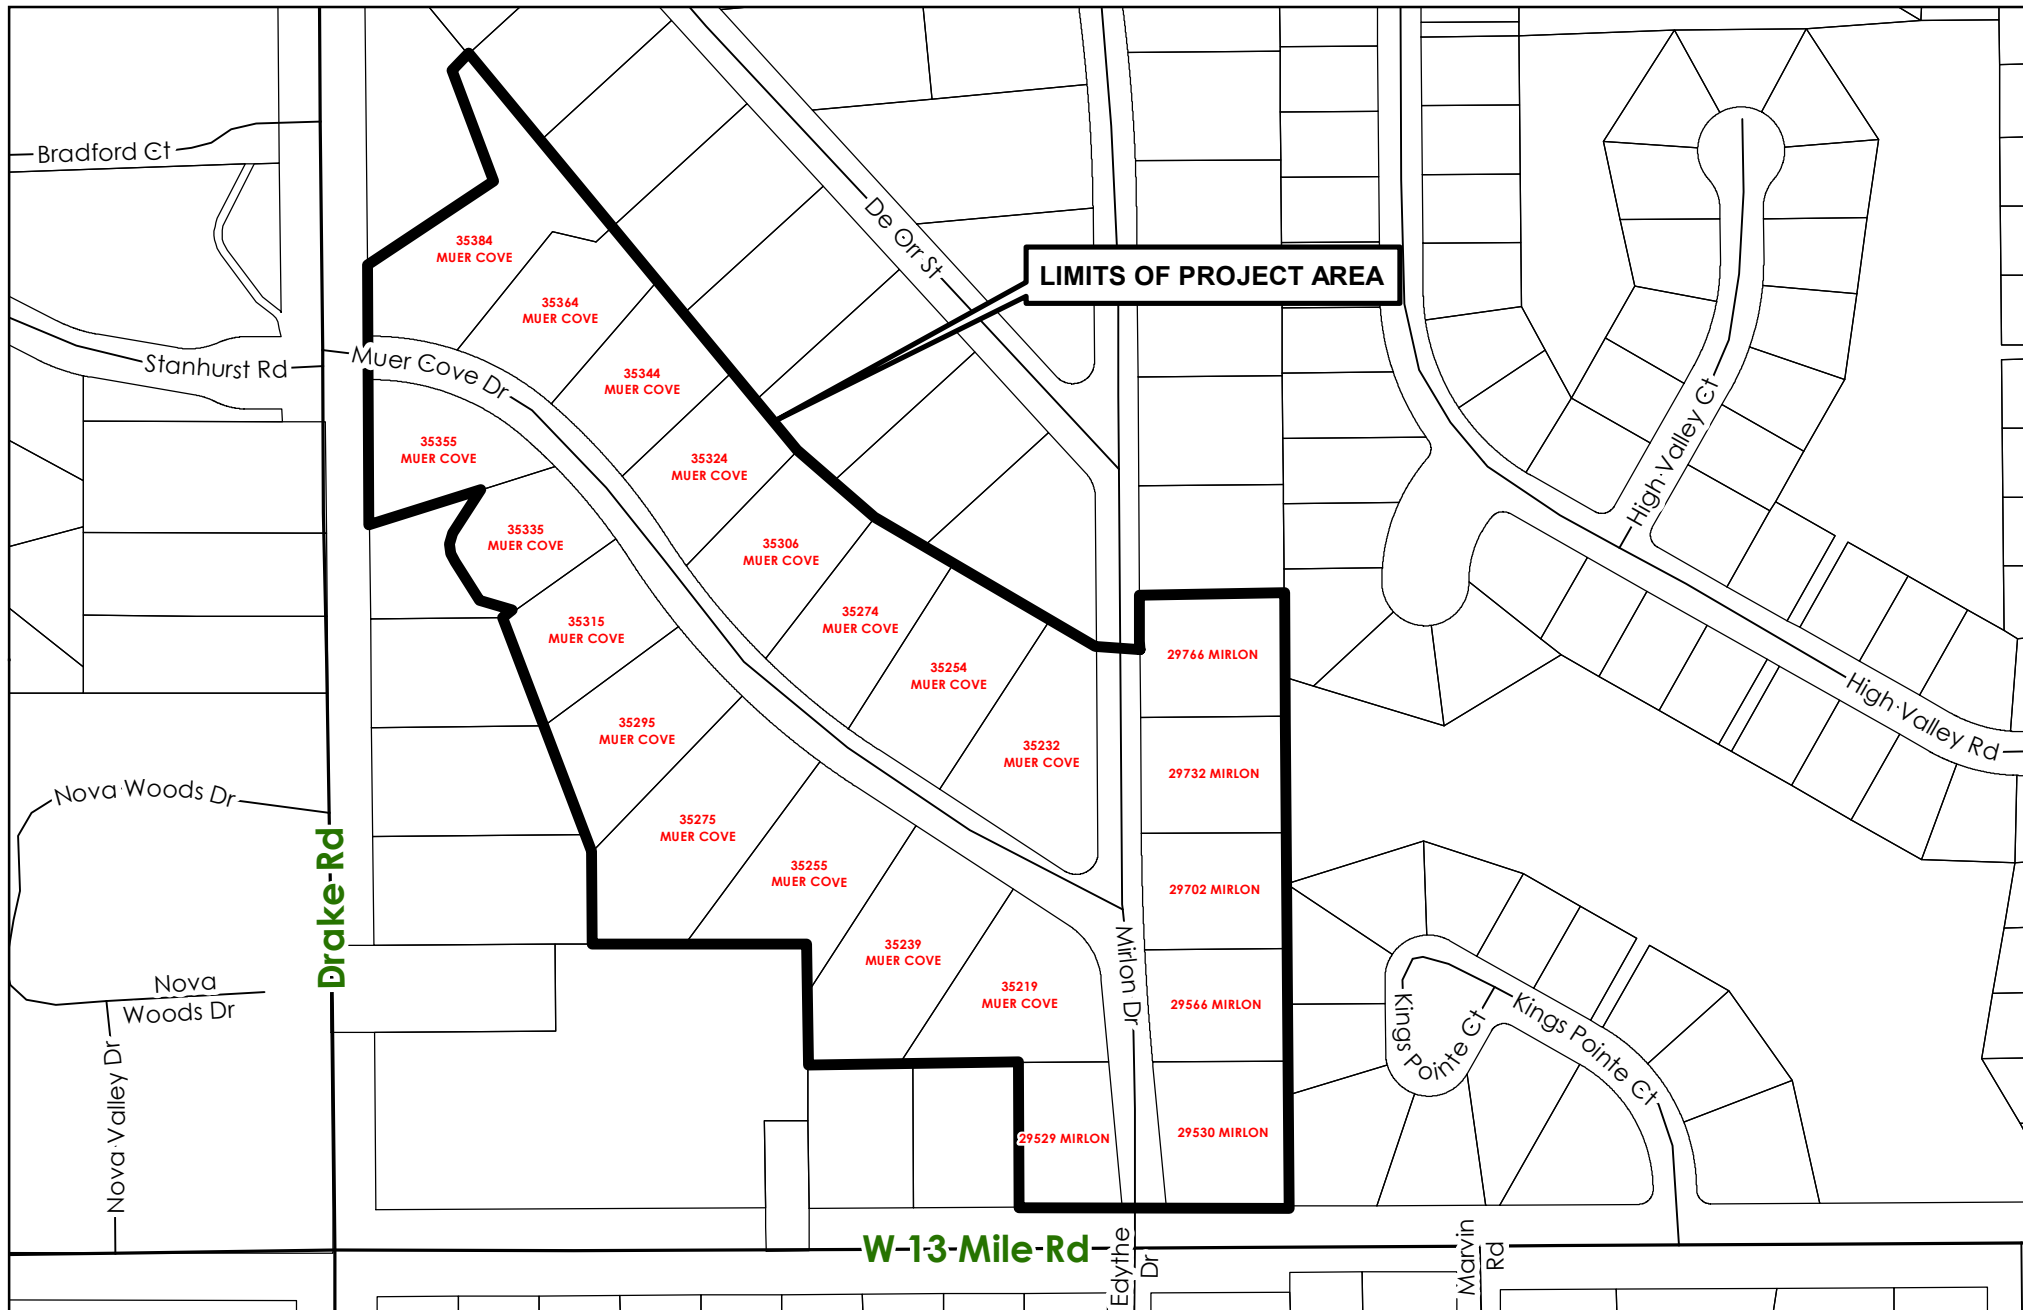 Bradford Ct
De Orr St
35384
MUER COVE
LIMITS OF PROJECT AREA
35364
MUER COVE
Stanhurst Rd
Muer Cove Dr
35344
MUER COVE
High Valley Ct
35355
MUER COVE
35324
MUER COVE
35335
MUER COVE
35306
MUER COVE
35274
MUER COVE
35315
MUER COVE
29766 MIRLON
35254
MUER COVE
High Valley Rd
35295
MUER COVE
35232
MUER COVE
29732 MIRLON
Nova Woods Dr
35275
MUER COVE
35255
MUER COVE
29702 MIRLON
Drake Rd
35239
MUER COVE
Mirlon Dr
35219
MUER COVE
29566 MIRLON
Nova
Woods Dr
Kings
Pointe Ct
Kings Pointe Ct
Nova Valley Dr
29529 MIRLON
29530 MIRLON
W 13 Mile Rd
Edythe
Dr
Marvin
Rd